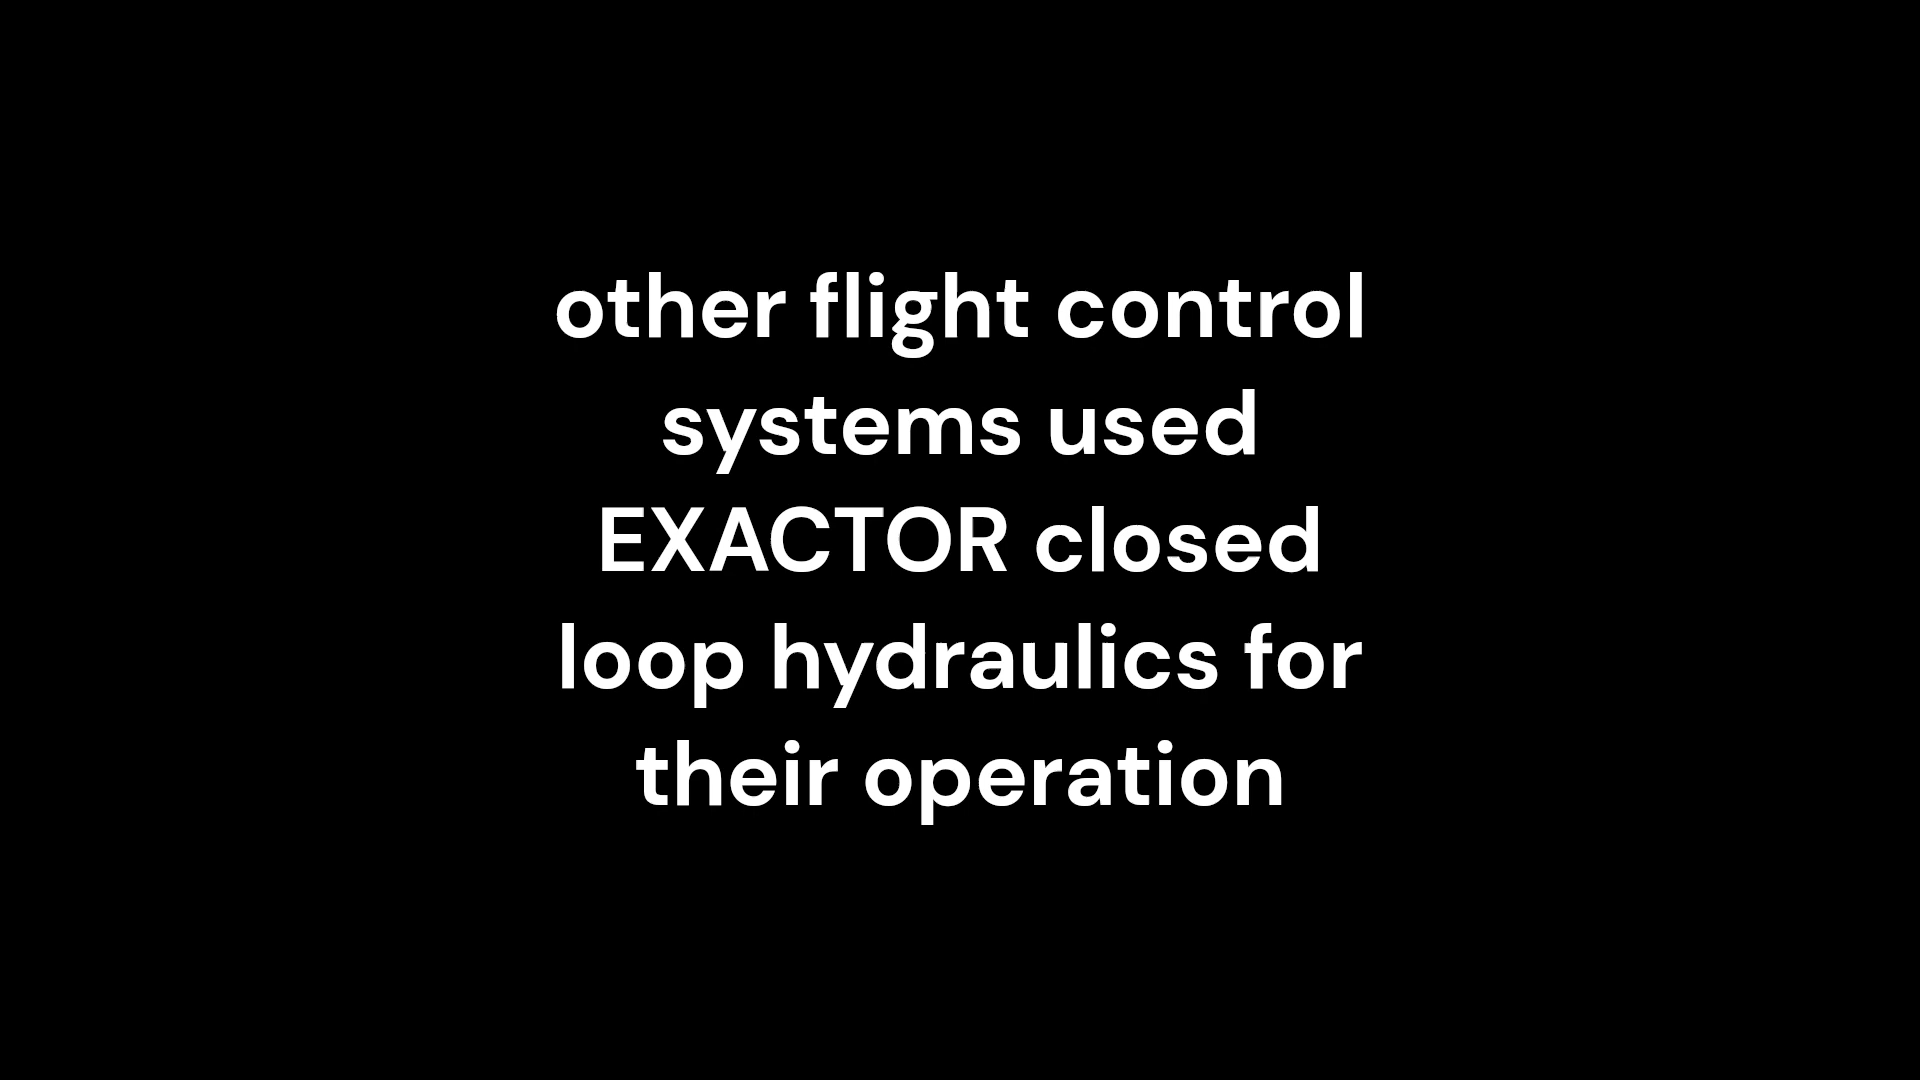 other flight control
systems used
EXACTOR closed
loop hydraulics for
their operation